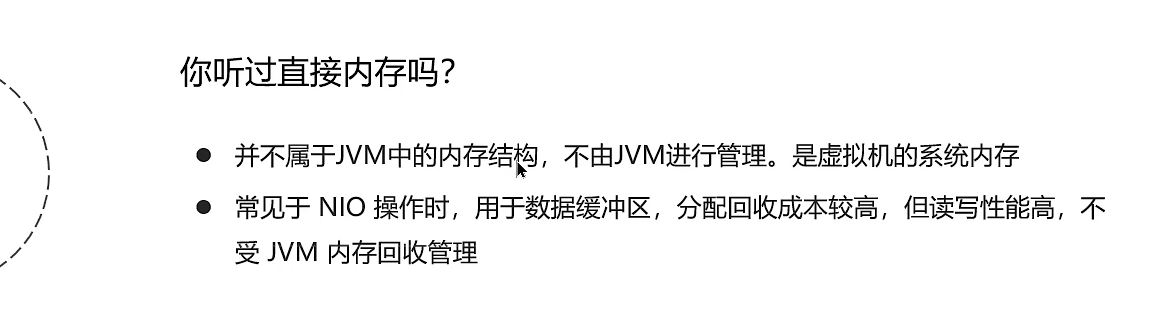 你听过直接内存吗？
● 并不属于JVM中的内存结构，不由JVM进行管理。是虚拟机的系统内存
● 常见于 NIO 操作时，用于数据缓冲区，分配回收成本较高，但读写性能高，不
受 JVM 内存回收管理